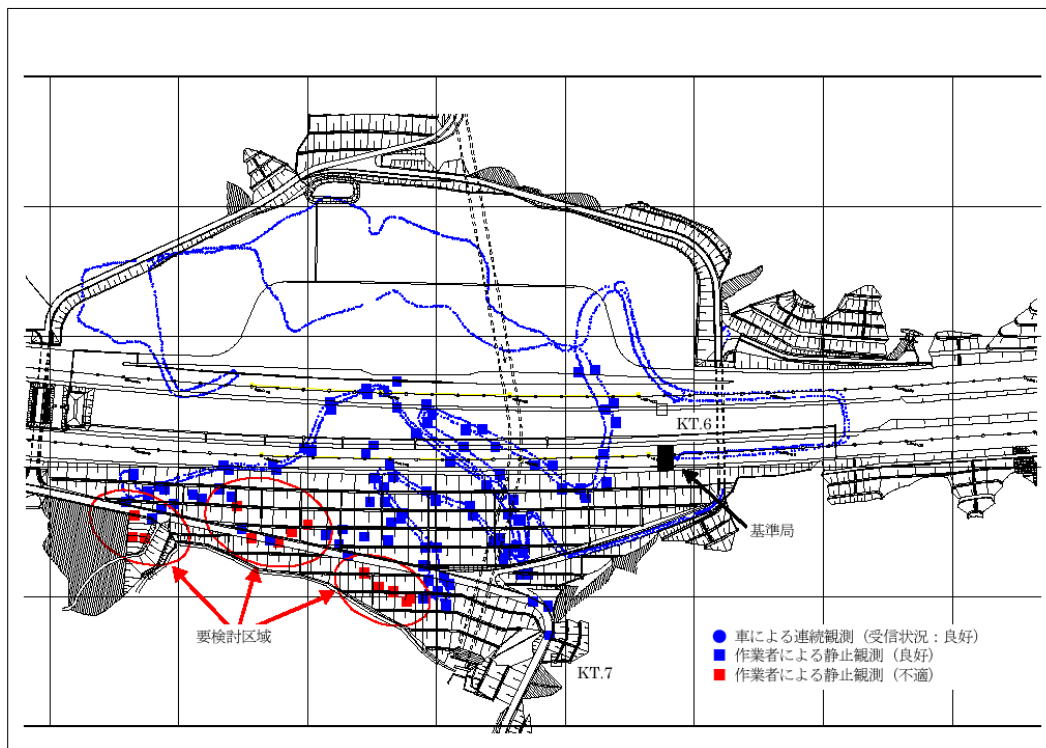 KT.6
基準局
要検討区域
● 車による連続観測（受信状況：良好）
■ 作業者による静止観測（良好）
■ 作業者による静止観測（不適）
KT.7